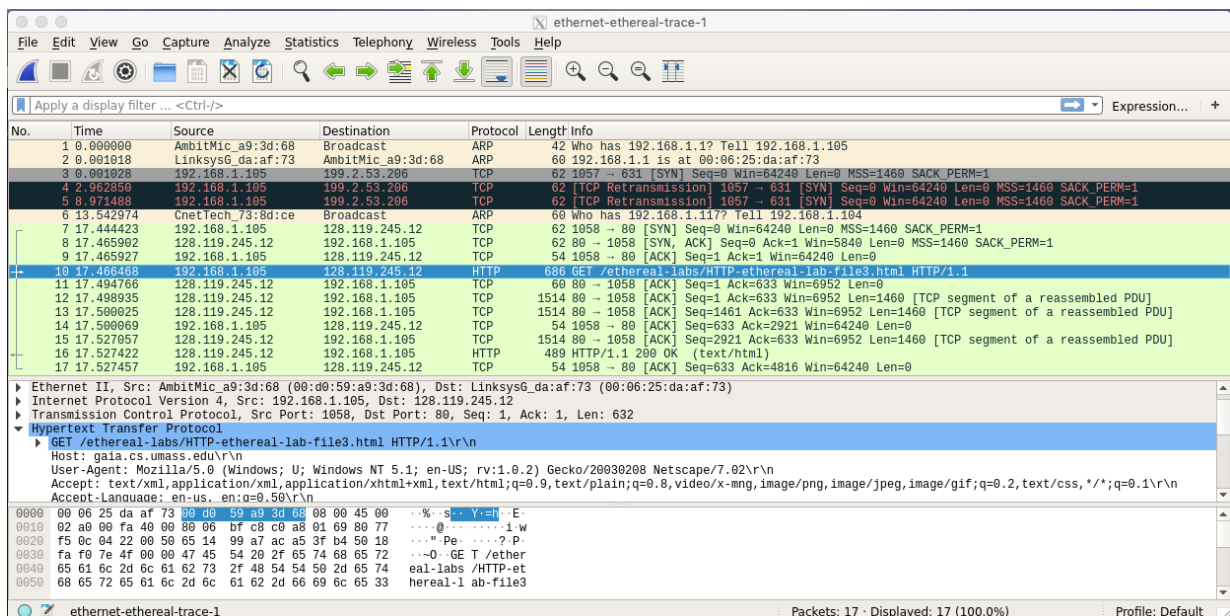 ethernet-ethereal-trace-1
File Edit View Go Capture Analyze Statistics Telephony Wireless Tools Help
Apply a display filter ... <Ctrl-/> Expression... +
No. Time Source Destination Protocol Length Info
1 0.000000 AmbitMic_a9:3d:68 Broadcast ARP 42 Who has 192.168.1.1? Tell 192.168.1.105
2 0.001018 LinksysG_da:af:73 AmbitMic_a9:3d:68 ARP 60 192.168.1.1 is at 00:06:25:da:af:73
3 0.001028 192.168.1.105 199.2.53.206 TCP 62 1057 → 631 [SYN] Seq=0 Win=64240 Len=0 MSS=1460 SACK_PERM=1
4 2.962850 192.168.1.105 199.2.53.206 TCP 62 [TCP Retransmission] 1057 → 631 [SYN] Seq=0 Win=64240 Len=0 MSS=1460 SACK_PERM=1
5 8.971488 192.168.1.105 199.2.53.206 TCP 62 [TCP Retransmission] 1057 → 631 [SYN] Seq=0 Win=64240 Len=0 MSS=1460 SACK_PERM=1
6 13.542974 CnetTech_73:8d:ce Broadcast ARP 60 Who has 192.168.1.117? Tell 192.168.1.104
7 17.444423 192.168.1.105 128.119.245.12 TCP 62 1058 → 80 [SYN] Seq=0 Win=64240 Len=0 MSS=1460 SACK_PERM=1
8 17.465902 128.119.245.12 192.168.1.105 TCP 62 80 → 1058 [SYN, ACK] Seq=0 Ack=1 Win=5840 Len=0 MSS=1460 SACK_PERM=1
9 17.465927 192.168.1.105 128.119.245.12 TCP 54 1058 → 80 [ACK] Seq=1 Ack=1 Win=64240 Len=0
10 17.466468 192.168.1.105 128.119.245.12 HTTP 686 GET /ethereal-labs/HTTP-ethereal-lab-file3.html HTTP/1.1
11 17.494766 128.119.245.12 192.168.1.105 TCP 60 80 → 1058 [ACK] Seq=1 Ack=633 Win=6952 Len=0
12 17.498935 128.119.245.12 192.168.1.105 TCP 1514 80 → 1058 [ACK] Seq=1 Ack=633 Win=6952 Len=1460 [TCP segment of a reassembled PDU]
13 17.500025 128.119.245.12 192.168.1.105 TCP 1514 80 → 1058 [ACK] Seq=1461 Ack=633 Win=6952 Len=1460 [TCP segment of a reassembled PDU]
14 17.500069 192.168.1.105 128.119.245.12 TCP 54 1058 → 80 [ACK] Seq=633 Ack=2921 Win=64240 Len=0
15 17.527057 128.119.245.12 192.168.1.105 TCP 1514 80 → 1058 [ACK] Seq=2921 Ack=633 Win=6952 Len=1460 [TCP segment of a reassembled PDU]
16 17.527422 128.119.245.12 192.168.1.105 HTTP 489 HTTP/1.1 200 OK (text/html)
17 17.527457 192.168.1.105 128.119.245.12 TCP 54 1058 → 80 [ACK] Seq=633 Ack=4816 Win=64240 Len=0
Ethernet II, Src: AmbitMic_a9:3d:68 (00:d0:59:a9:3d:68), Dst: LinksysG_da:af:73 (00:06:25:da:af:73)
Internet Protocol Version 4, Src: 192.168.1.105, Dst: 128.119.245.12
Transmission Control Protocol, Src Port: 1058, Dst Port: 80, Seq: 1, Ack: 1, Len: 632
Hypertext Transfer Protocol
GET /ethereal-labs/HTTP-ethereal-lab-file3.html HTTP/1.1\r\n
Host: gaia.cs.umass.edu\r\n
User-Agent: Mozilla/5.0 (Windows; U; Windows NT 5.1; en-US; rv:1.0.2) Gecko/20030208 Netscape/7.02\r\n
Accept: text/xml,application/xml,application/xhtml+xml,text/html;q=0.9,text/plain;q=0.8,video/x-mng,image/png,image/jpeg,image/gif;q=0.2,text/css,*/*;q=0.1\r\n
Accept-Language: en-us, en;q=0.50\r\n
0000 00 06 25 da af 73 00 d0 59 a9 3d 68 08 00 45 00 ··%··s·· Y·=h··E·
0010 02 a0 00 fa 40 00 80 06 bf c8 c0 a8 01 69 80 77 ····@··· ·····i·w
0020 f5 0c 04 22 00 50 65 14 99 a7 ac a5 3f b4 50 18 ···"·Pe· ····?·P·
0030 fa f0 7e 4f 00 00 47 45 54 20 2f 65 74 68 65 72 ··~O··GE T /ether
0040 65 61 6c 2d 6c 61 62 73 2f 48 54 54 50 2d 65 74 eal-labs /HTTP-et
0050 68 65 72 65 61 6c 2d 6c 61 62 2d 66 69 6c 65 33 hereal-l ab-file3
ethernet-ethereal-trace-1 Packets: 17 · Displayed: 17 (100.0%) Profile: Default